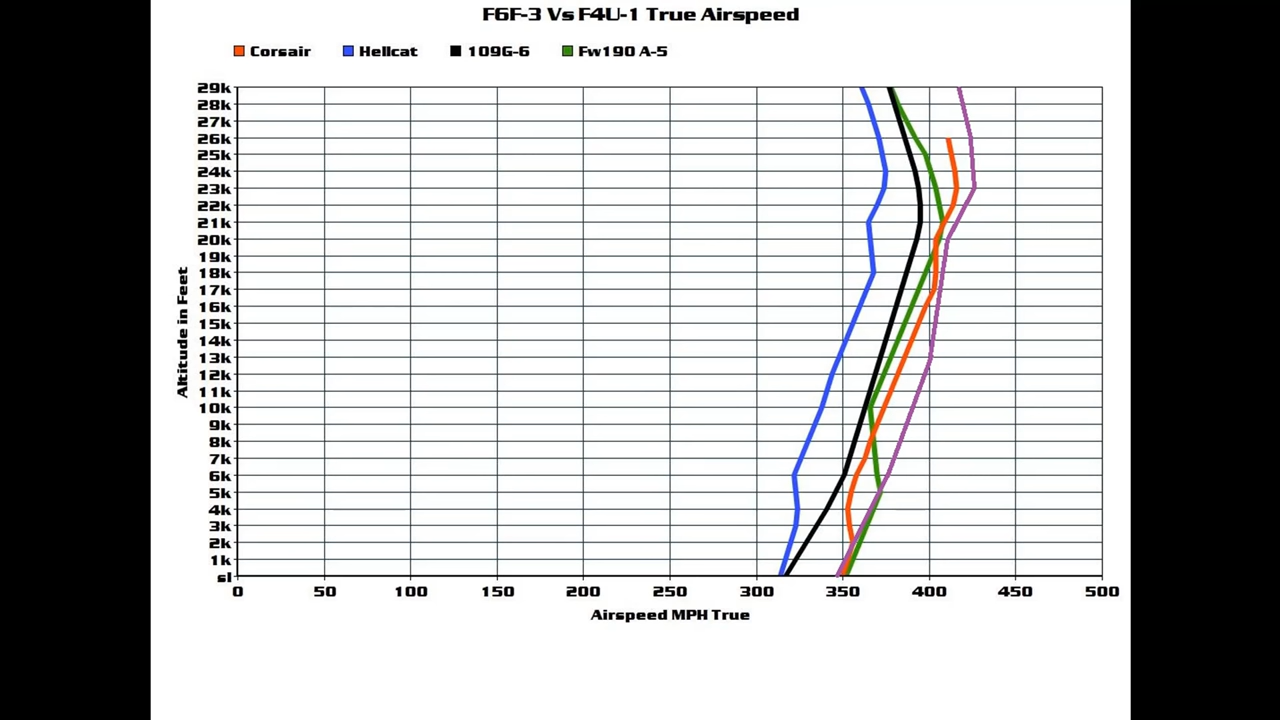 F6F-3 Vs F4U-1 True Airspeed
Corsair Hellcat 109G-6 Fw190 A-5
29k
28k
27k
26k
25k
24k
23k
22k
21k
20k
19k
18k
17k
16k
15k
14k
13k
12k
11k
10k
9k
8k
7k
6k
5k
4k
3k
2k
1k
sl
Altitude in Feet
0 50 100 150 200 250 300 350 400 450 500
Airspeed MPH True